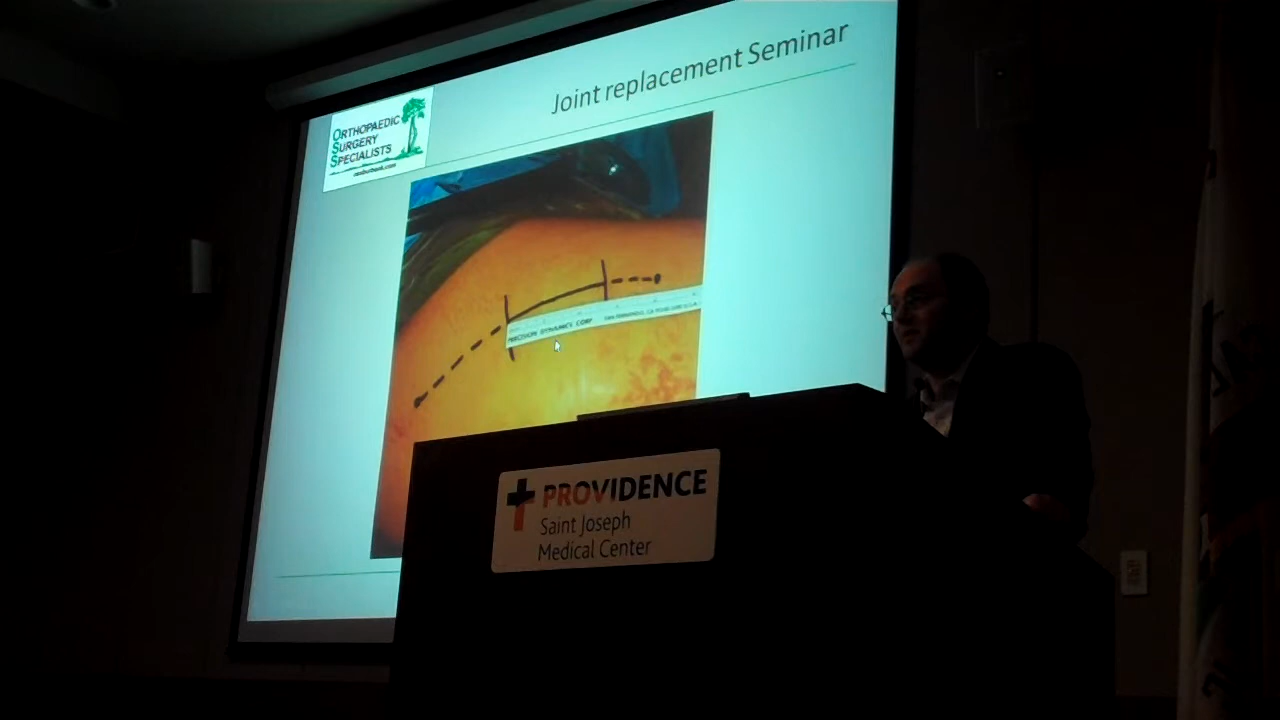 Joint replacement Seminar
ORTHOPAEDIC
SURGERY
SPECIALISTS
PRECISION DYNAMICS CORP
PROVIDENCE
Saint Joseph
Medical Center